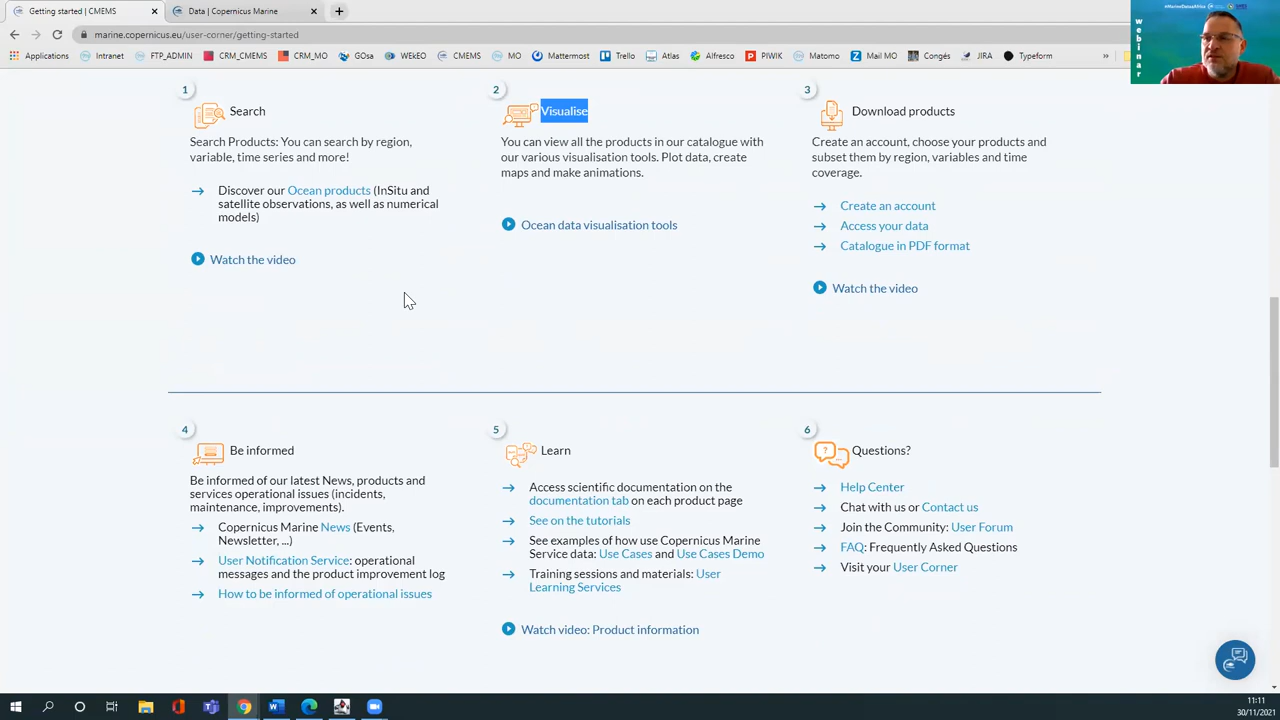 Getting started | CMEMS
Data | Copernicus Marine
marine.copernicus.eu/user-corner/getting-started
Applications
Intranet
FTP_ADMIN
CRM_CMEMS
CRM_MO
GOsa
WEkEO
CMEMS
MO
Mattermost
Trello
Atlas
Alfresco
PIWIK
Matomo
Mail MO
Congés
JIRA
Typeform
webinar
1
Search
Search Products: You can search by region,
variable, time series and more!
Discover our Ocean products (InSitu and
satellite observations, as well as numerical
models)
Watch the video
2
Visualise
You can view all the products in our catalogue with
our various visualisation tools. Plot data, create
maps and make animations.
Ocean data visualisation tools
3
Download products
Create an account, choose your products and
subset them by region, variables and time
coverage.
Create an account
Access your data
Catalogue in PDF format
Watch the video
4
Be informed
Be informed of our latest News, products and
services operational issues (incidents,
maintenance, improvements).
Copernicus Marine News (Events,
Newsletter, ...)
User Notification Service: operational
messages and the product improvement log
How to be informed of operational issues
5
Learn
Access scientific documentation on the
documentation tab on each product page
See on the tutorials
See examples of how use Copernicus Marine
Service data: Use Cases and Use Cases Demo
Training sessions and materials: User
Learning Services
Watch video: Product information
6
Questions?
Help Center
Chat with us or Contact us
Join the Community: User Forum
FAQ: Frequently Asked Questions
Visit your User Corner
11:11
30/11/2021